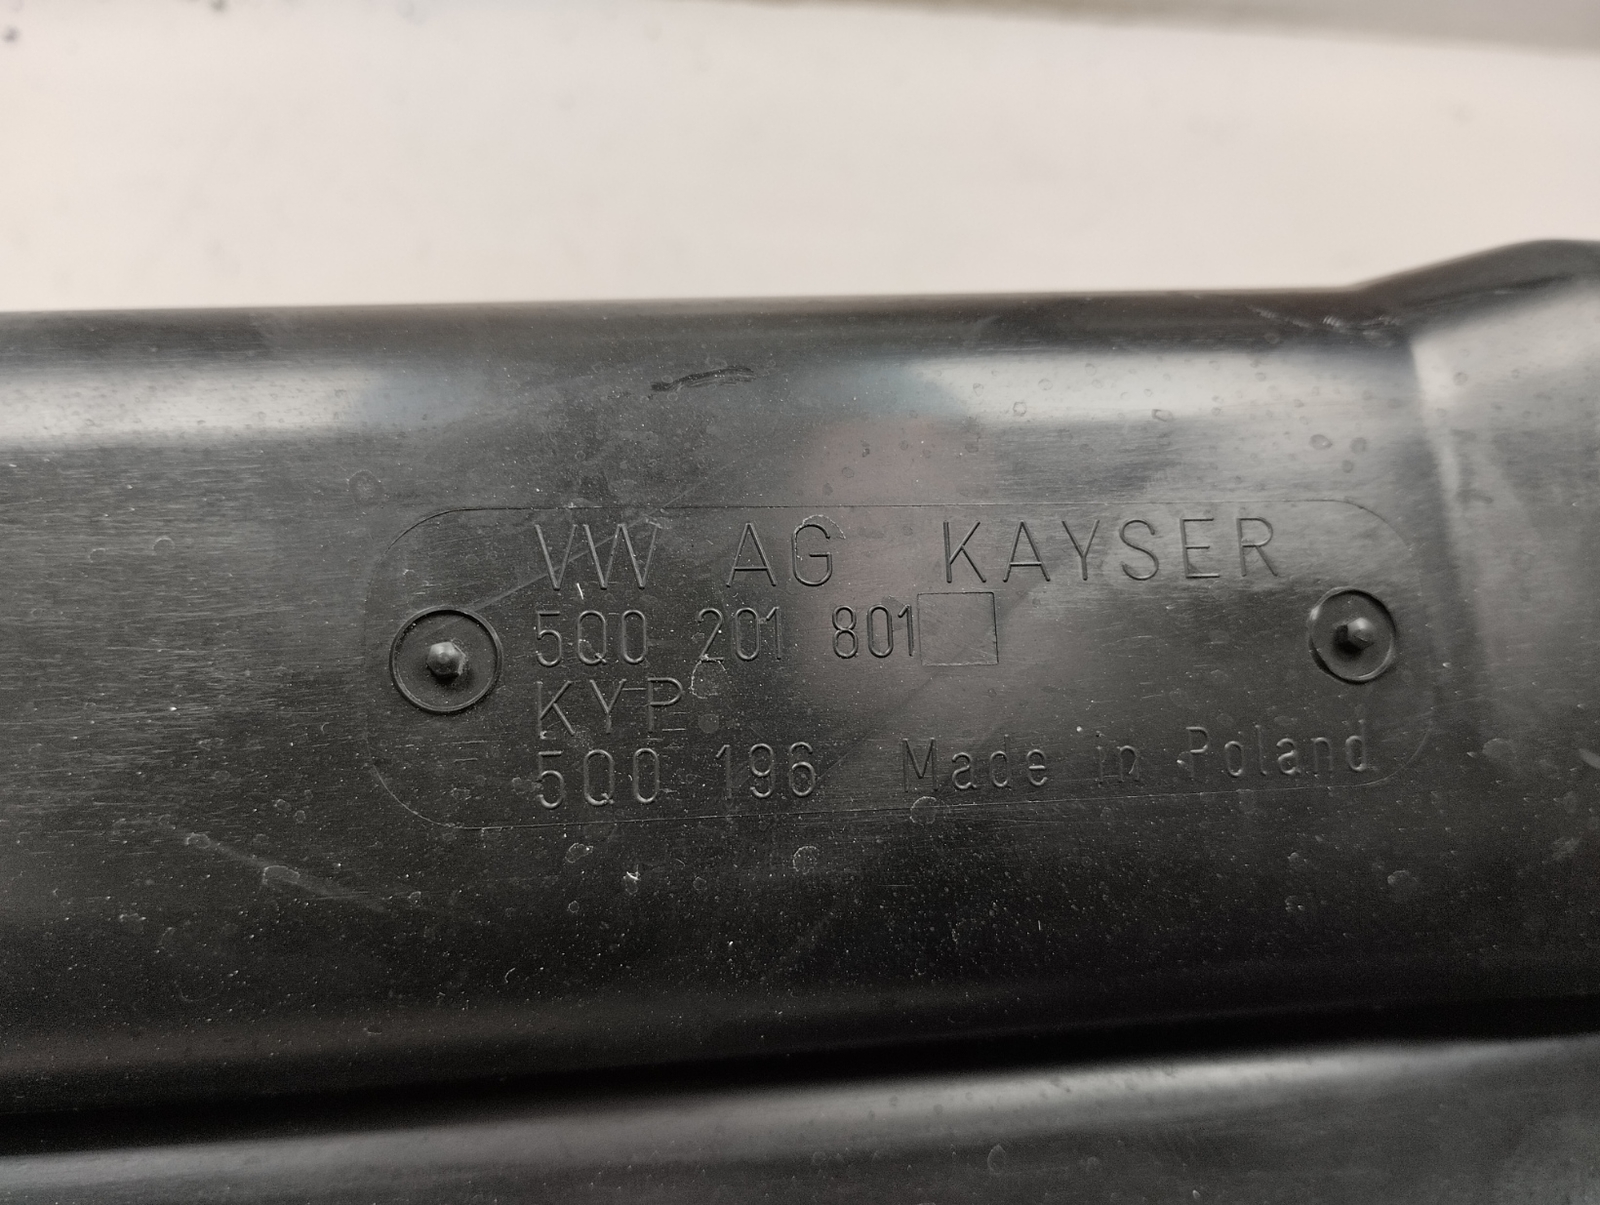 VW AG KAYSER
5Q0 201 801
KYP
5Q0 196 Made in Poland